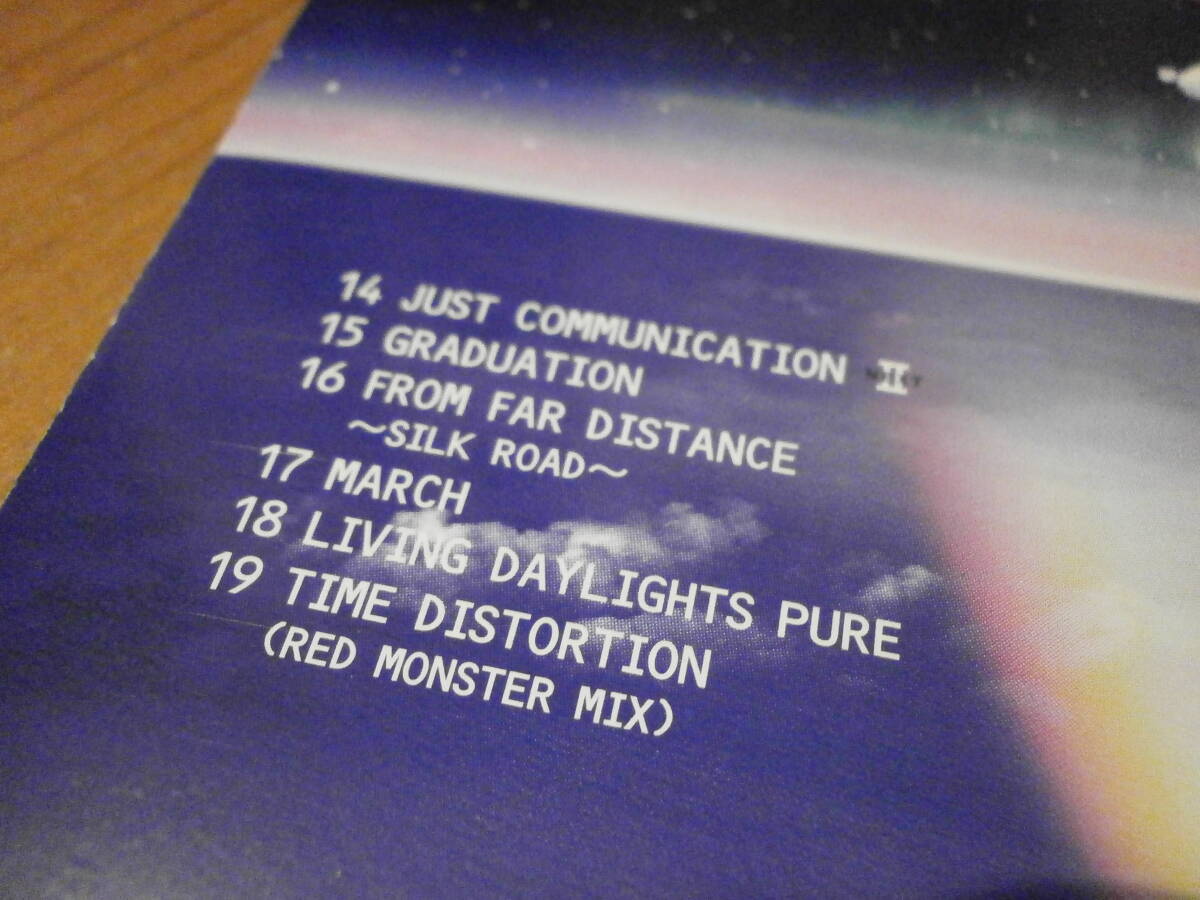 14 JUST COMMUNICATION II
15 GRADUATION
16 FROM FAR DISTANCE
～SILK ROAD～
17 MARCH
18 LIVING DAYLIGHTS PURE
19 TIME DISTORTION
(RED MONSTER MIX)